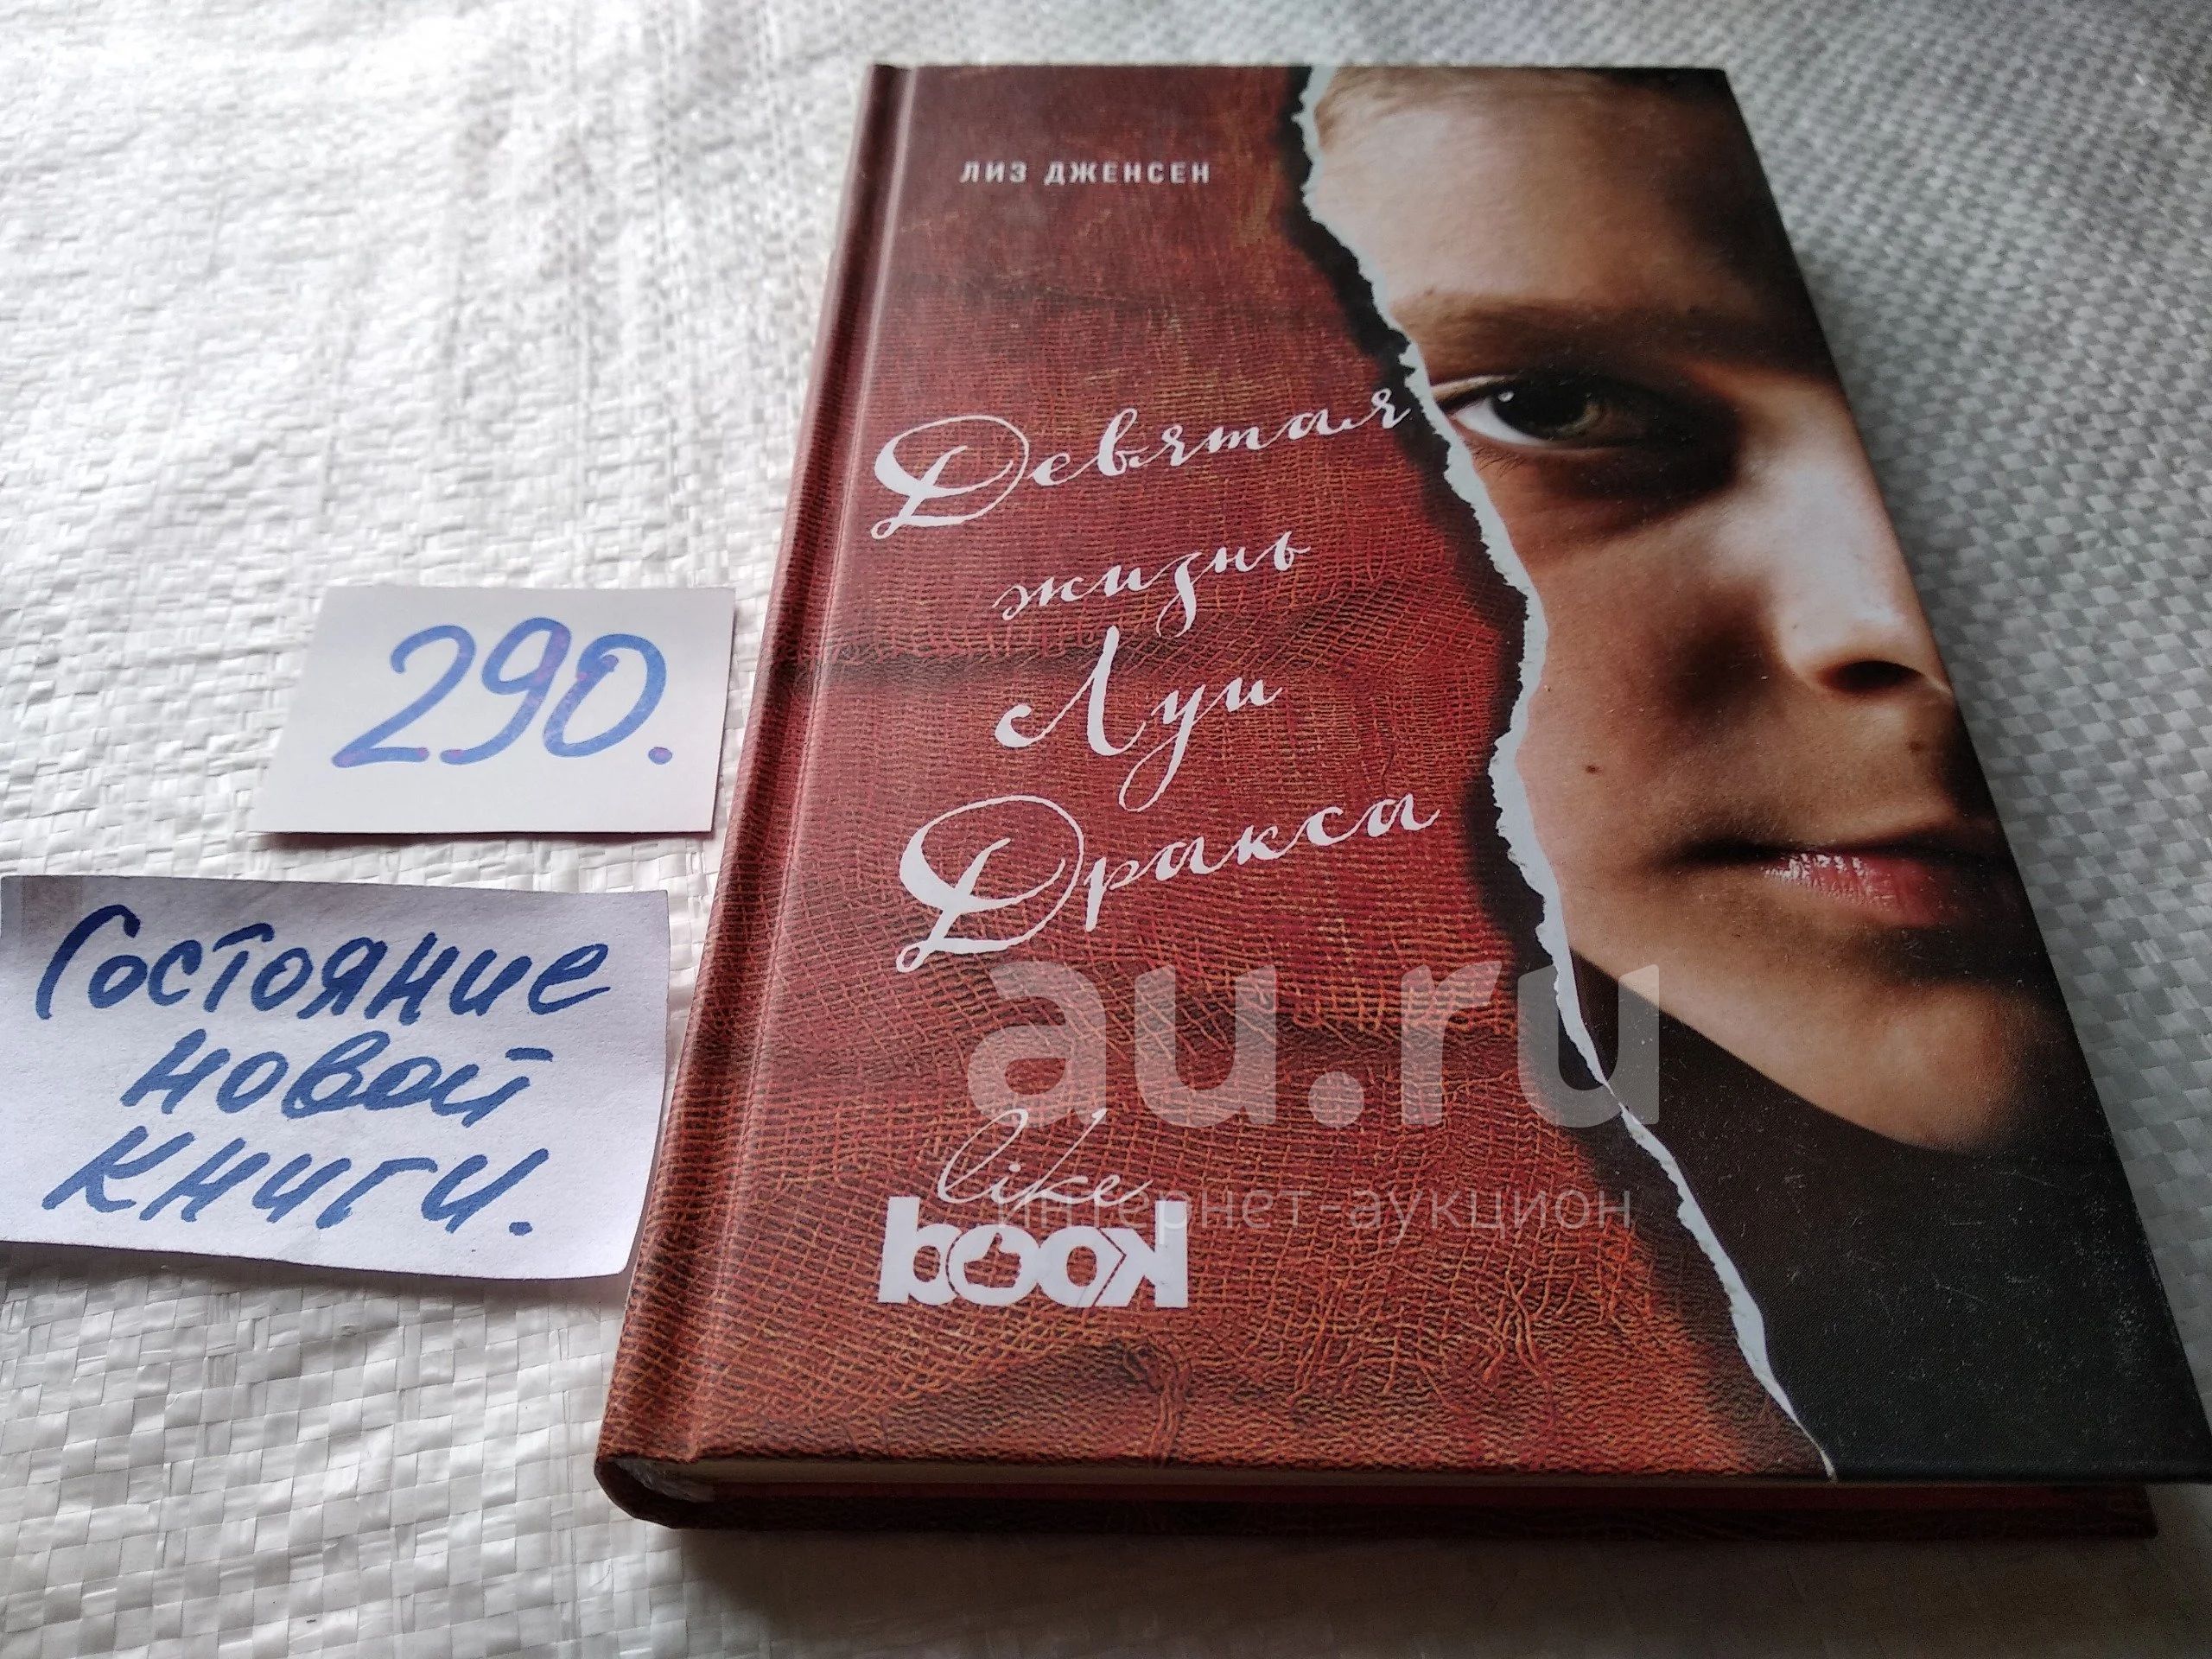 ЛИЗ ДЖЕНСЕН
Девятая
жизнь
Луи
Дракса
290.
Состояние
новой
книги.
au.ru
интернет-аукцион
like
book